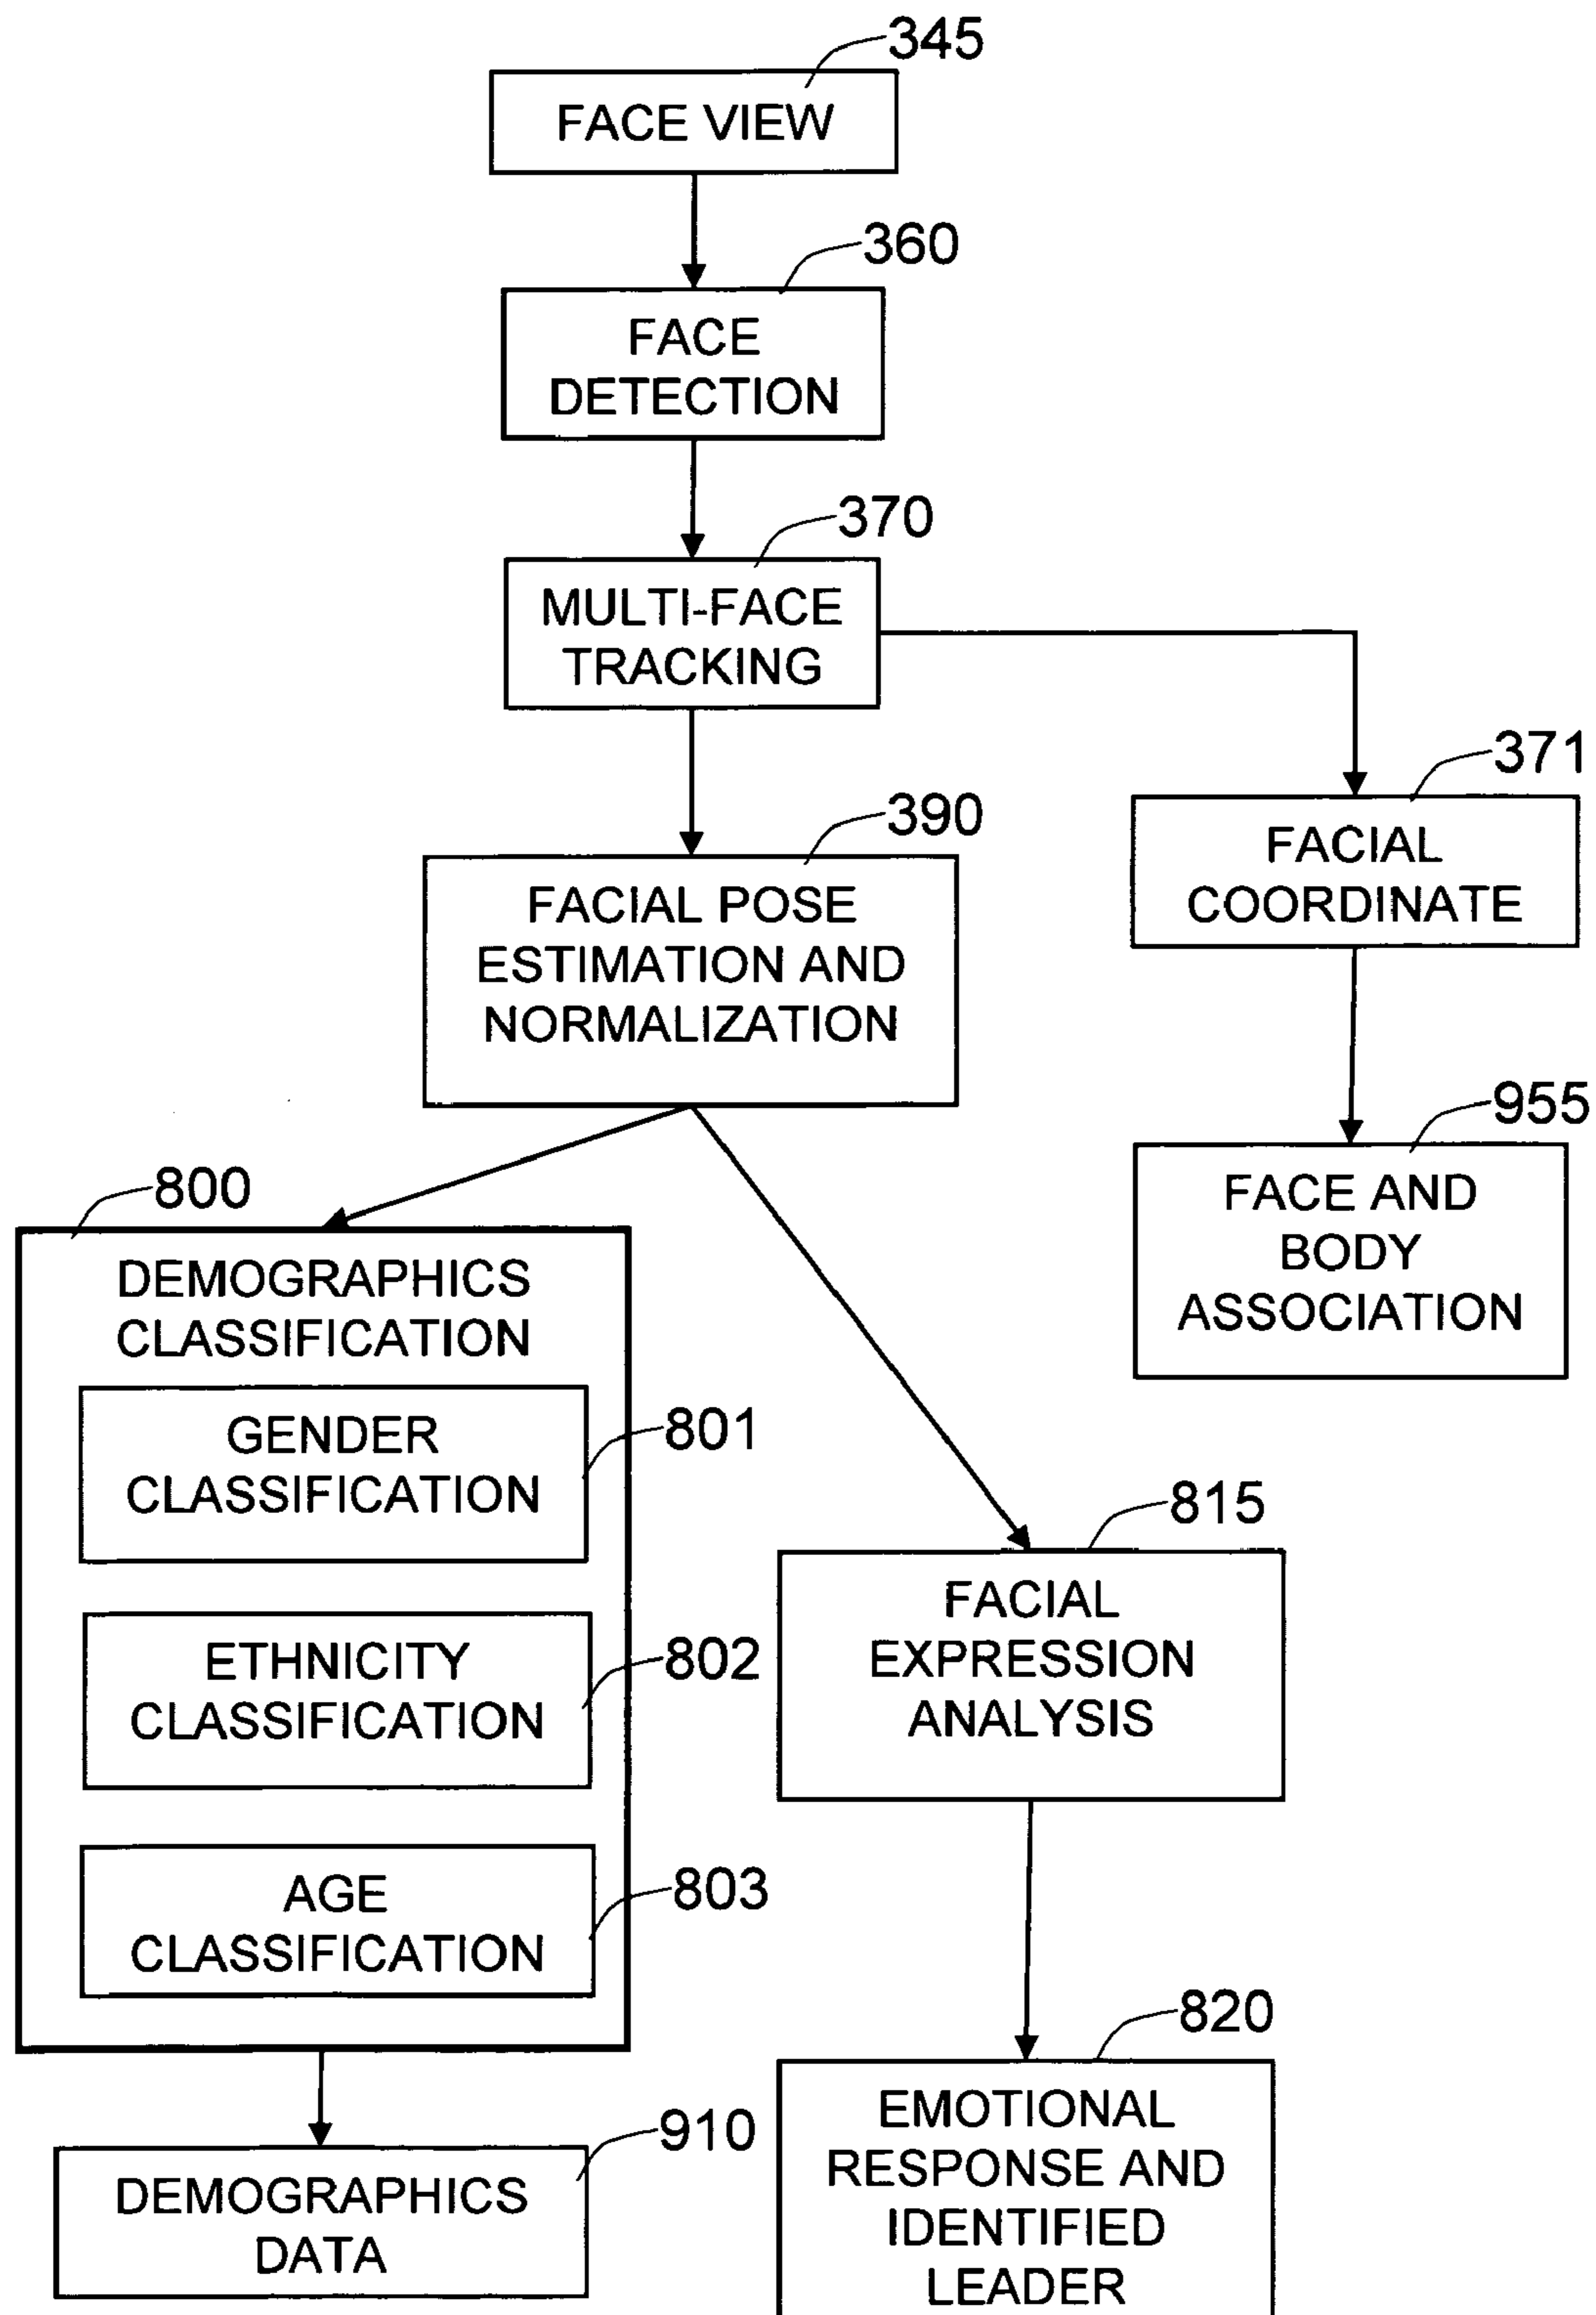 345
FACE VIEW
360
FACE
DETECTION
370
MULTI-FACE
TRACKING
371
FACIAL
COORDINATE
390
FACIAL POSE
ESTIMATION AND
NORMALIZATION
955
FACE AND
BODY
ASSOCIATION
800
DEMOGRAPHICS
CLASSIFICATION
GENDER
CLASSIFICATION
801
ETHNICITY
CLASSIFICATION
802
AGE
CLASSIFICATION
803
815
FACIAL
EXPRESSION
ANALYSIS
820
EMOTIONAL
RESPONSE AND
IDENTIFIED
LEADER
910
DEMOGRAPHICS
DATA